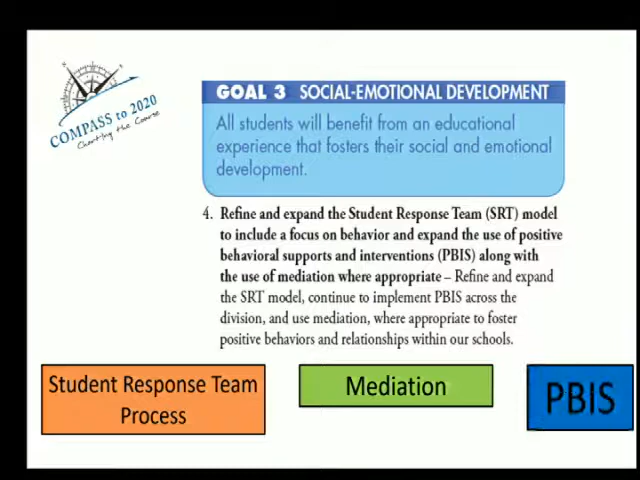 COMPASS to 2020
Charting the Course
GOAL 3 SOCIAL-EMOTIONAL DEVELOPMENT
All students will benefit from an educational
experience that fosters their social and emotional
development.
4. Refine and expand the Student Response Team (SRT) model
to include a focus on behavior and expand the use of positive
behavioral supports and interventions (PBIS) along with
the use of mediation where appropriate – Refine and expand
the SRT model, continue to implement PBIS across the
division, and use mediation, where appropriate to foster
positive behaviors and relationships within our schools.
Student Response Team
Process
Mediation
PBIS